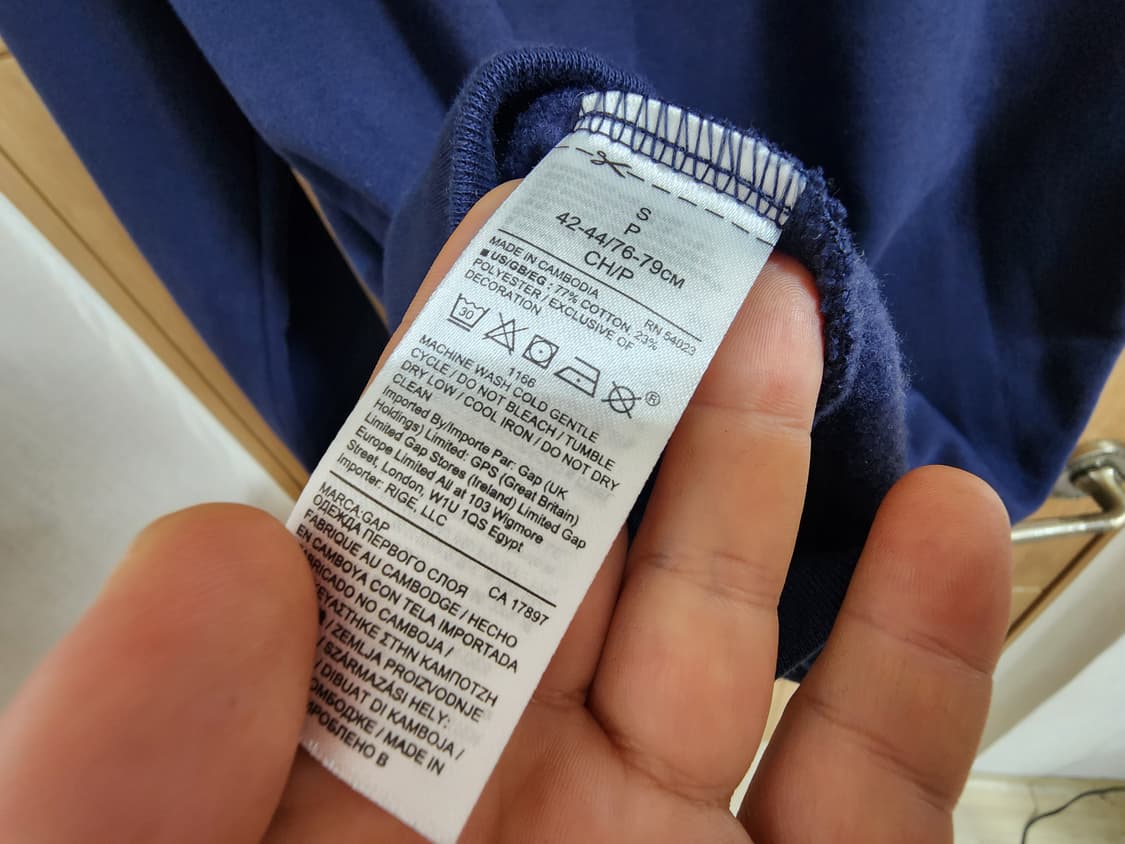 S
P
42-44/76-79CM
CH/P
MADE IN CAMBODIA RN 54023
■ US/GB/EG : 77% COTTON, 23%
POLYESTER / EXCLUSIVE OF
DECORATION
30
®
1166
MACHINE WASH COLD GENTLE
CYCLE / DO NOT BLEACH / TUMBLE
DRY LOW / COOL IRON / DO NOT DRY
CLEAN
Imported By/Importe Par: Gap (UK
Holdings) Limited: GPS (Great Britain)
Limited Gap Stores (Ireland) Limited Gap
Europe Limited All at 103 Wigmore
Street, London, W1U 1QS Egypt
Importer: RIGE, LLC
MARCA:GAP CA 17897
ОДЕЖДА ПЕРВОГО СЛОЯ
FABRIQUE AU CAMBODGE / HECHO
EN CAMBOYA CON TELA IMPORTADA
CAMBOJA /
ΣΤΗΝ ΚΑΜΠΟΤΖΗ
/ ZEMLJA PROIZVODNJE
SZÁRMAZÁSI HELY:
/ DIBUAT DI KAMBOJA /
/ MADE IN
В